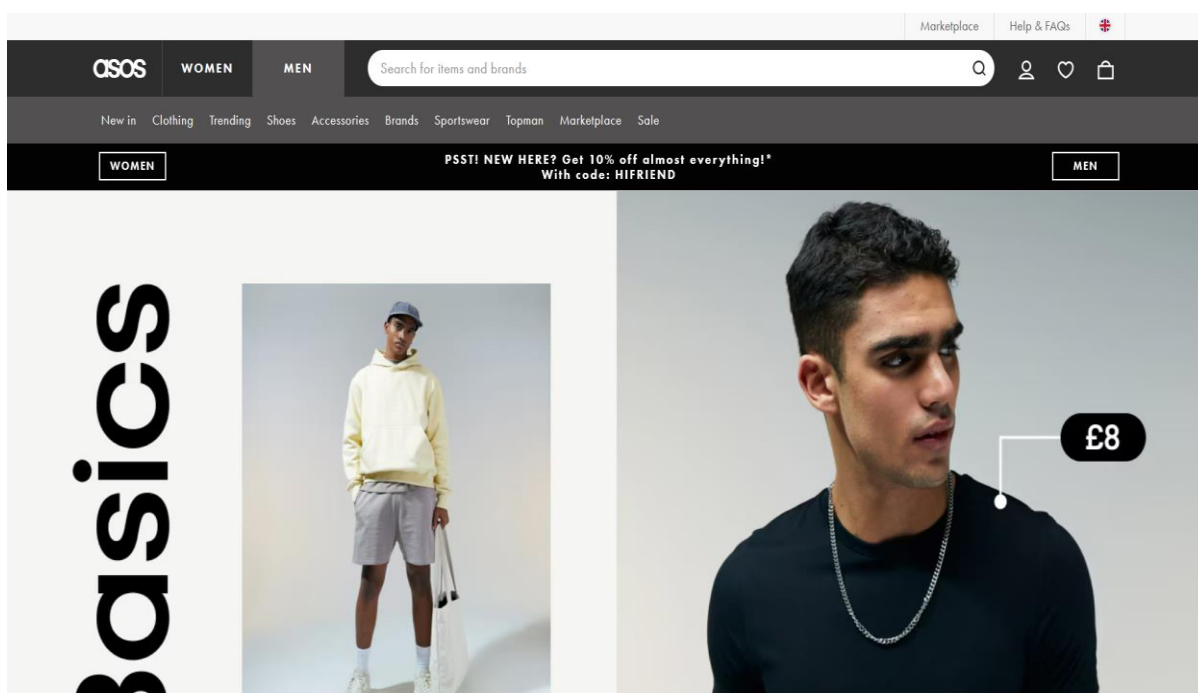 Marketplace Help & FAQs
asos WOMEN MEN Search for items and brands
New in Clothing Trending Shoes Accessories Brands Sportswear Topman Marketplace Sale
WOMEN
PSST! NEW HERE? Get 10% off almost everything!*
With code: HIFRIEND
MEN
Basics
£8